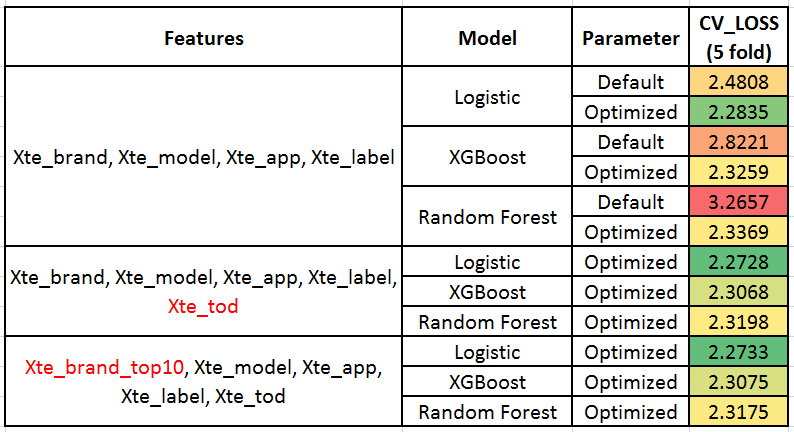 Features Model Parameter CV_LOSS
(5 fold)
Xte_brand, Xte_model, Xte_app, Xte_label
Logistic
Default 2.4808
Optimized 2.2835
XGBoost
Default 2.8221
Optimized 2.3259
Random Forest
Default 3.2657
Optimized 2.3369
Xte_brand, Xte_model, Xte_app, Xte_label,
Xte_tod
Logistic Optimized 2.2728
XGBoost Optimized 2.3068
Random Forest Optimized 2.3198
Xte_brand_top10, Xte_model, Xte_app,
Xte_label, Xte_tod
Logistic Optimized 2.2733
XGBoost Optimized 2.3075
Random Forest Optimized 2.3175